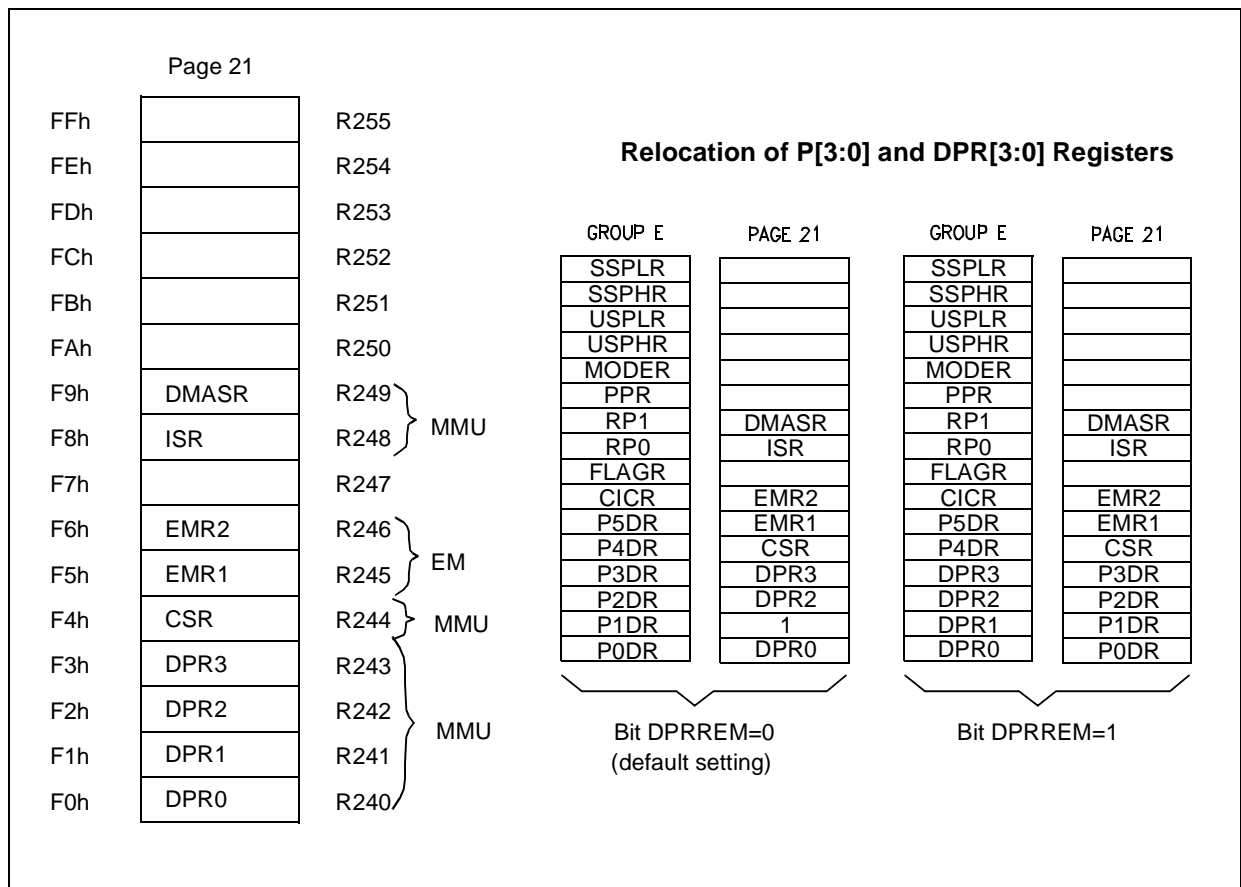 Page 21
FFh R255
FEh R254
FDh R253
FCh R252
FBh R251
FAh R250
F9h DMASR R249
F8h ISR R248
MMU
F7h R247
F6h EMR2 R246
F5h EMR1 R245
EM
F4h CSR R244 MMU
F3h DPR3 R243
F2h DPR2 R242
F1h DPR1 R241
F0h DPR0 R240
MMU
Relocation of P[3:0] and DPR[3:0] Registers
GROUP E PAGE 21 GROUP E PAGE 21
SSPLR SSPLR
SSPHR SSPHR
USPLR USPLR
USPHR USPHR
MODER MODER
PPR PPR
RP1 DMASR RP1 DMASR
RP0 ISR RP0 ISR
FLAGR FLAGR
CICR EMR2 CICR EMR2
P5DR EMR1 P5DR EMR1
P4DR CSR P4DR CSR
P3DR DPR3 DPR3 P3DR
P2DR DPR2 DPR2 P2DR
P1DR 1 DPR1 P1DR
P0DR DPR0 DPR0 P0DR
Bit DPRREM=0 Bit DPRREM=1
(default setting)